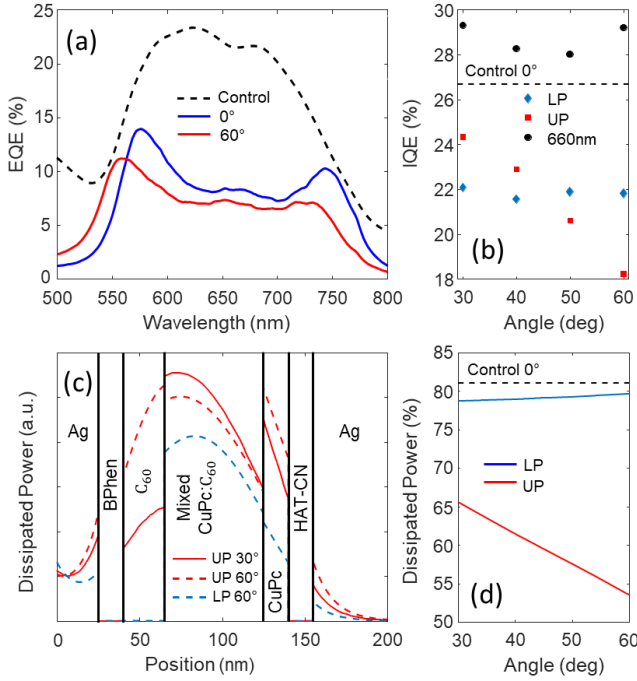 (a)
EQE (%)
25
20
15
10
5
0
Control
0°
60°
500
550
600
650
700
750
800
Wavelength (nm)
(b)
IQE (%)
30
28
26
24
22
20
18
Control 0°
LP
UP
660nm
30
40
50
60
Angle (deg)
(c)
Dissipated Power (a.u.)
Ag
BPhen
C₆₀
Mixed
CuPc:C₆₀
CuPc
HAT-CN
Ag
UP 30°
UP 60°
LP 60°
0
50
100
150
200
Position (nm)
(d)
Dissipated Power (%)
85
80
75
70
65
60
55
50
Control 0°
LP
UP
30
40
50
60
Angle (deg)